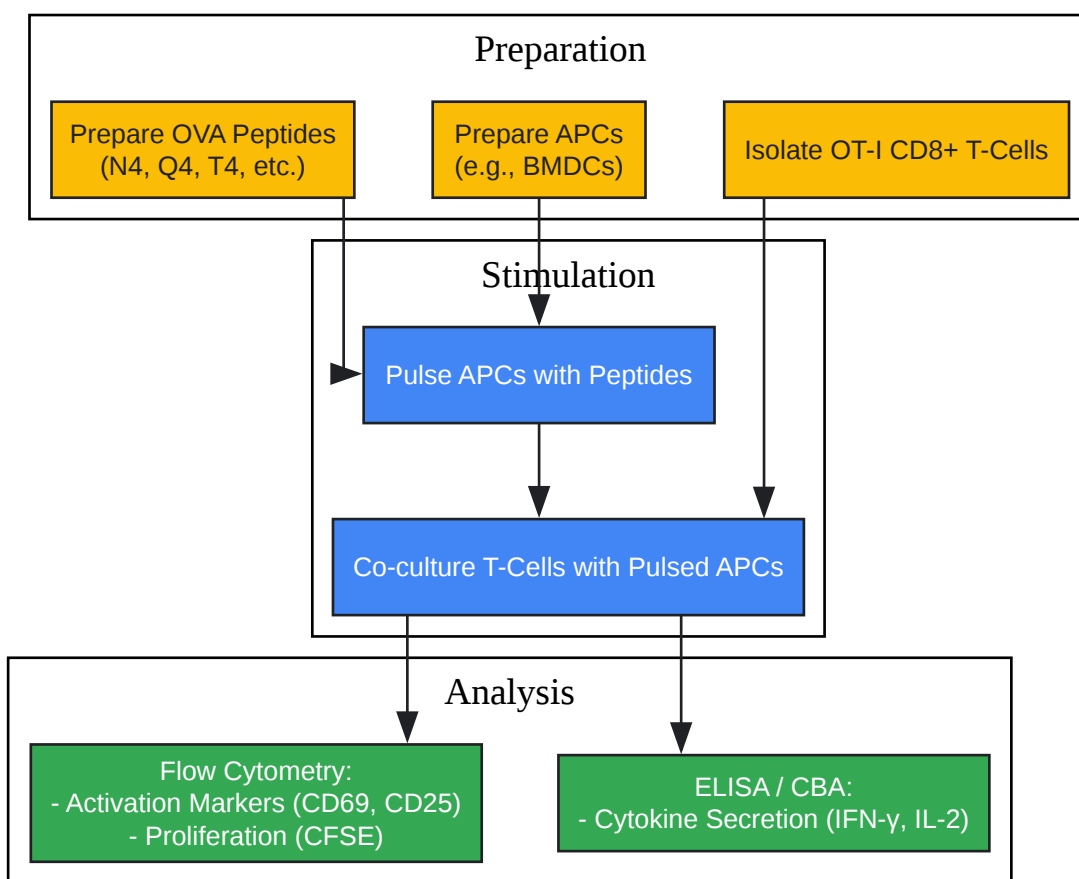 Preparation
Prepare OVA Peptides
(N4, Q4, T4, etc.)
Prepare APCs
(e.g., BMDCs)
Isolate OT-I CD8+ T-Cells
Stimulation
Pulse APCs with Peptides
Co-culture T-Cells with Pulsed APCs
Analysis
Flow Cytometry:
- Activation Markers (CD69, CD25)
- Proliferation (CFSE)
ELISA / CBA:
- Cytokine Secretion (IFN-γ, IL-2)